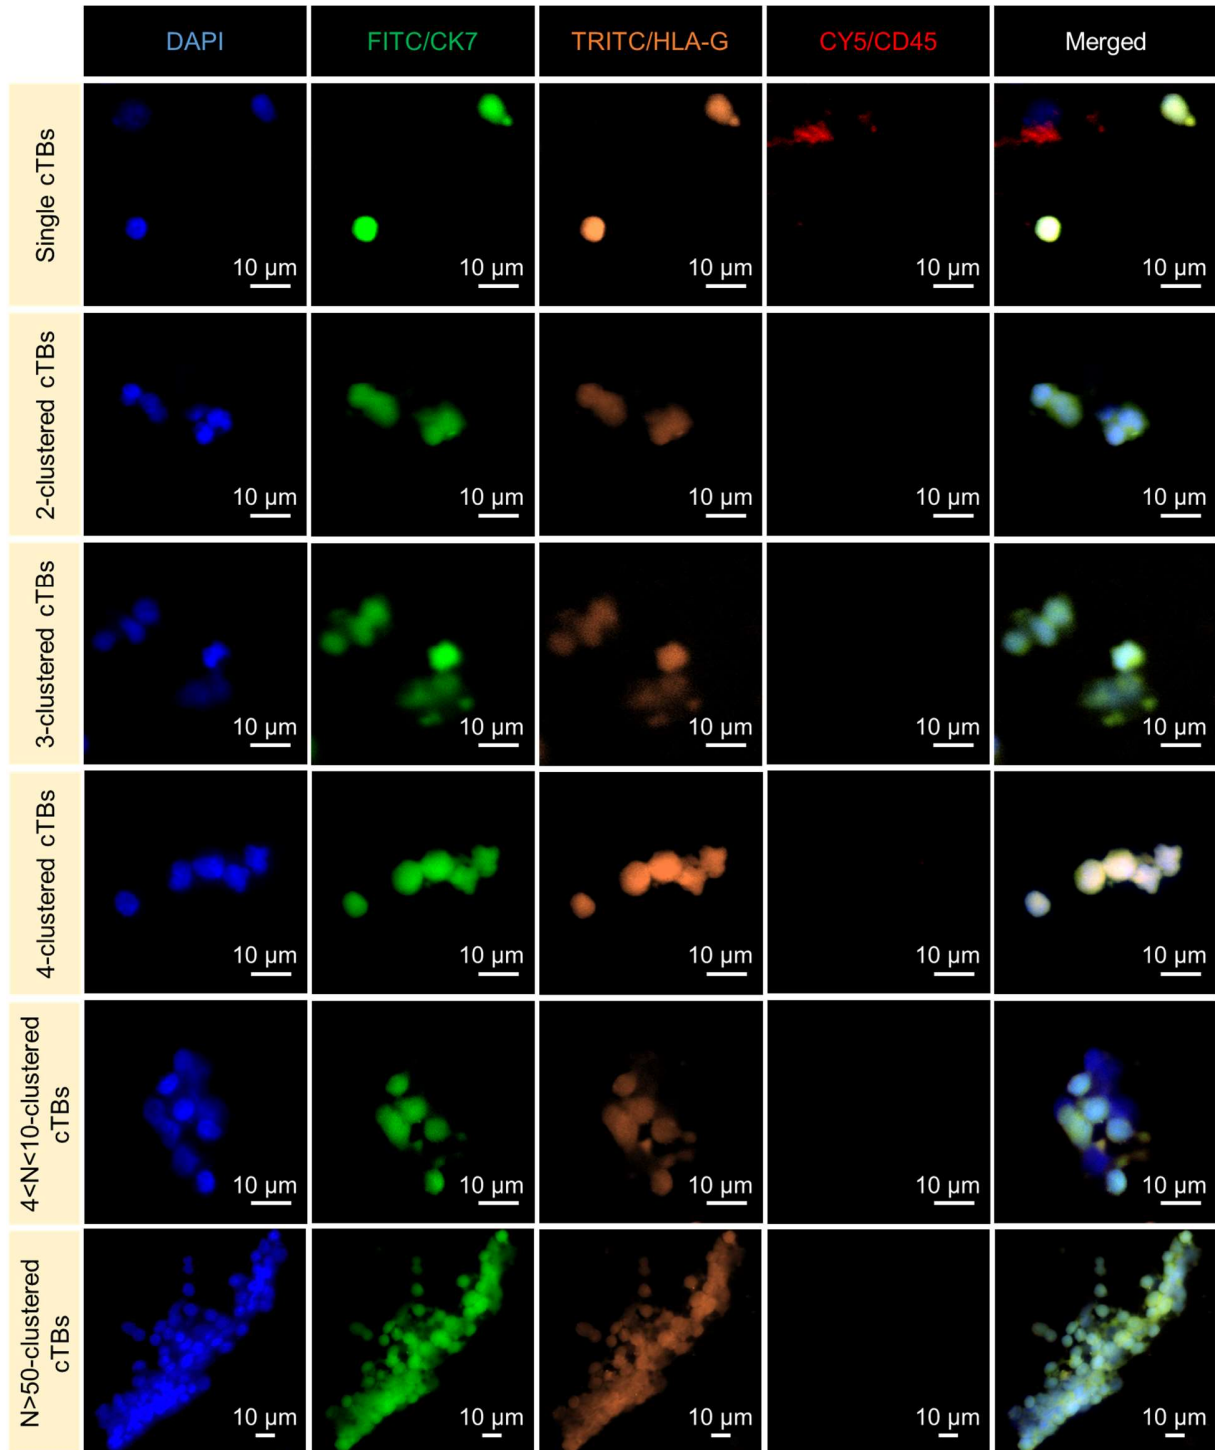 DAPI
FITC/CK7
TRITC/HLA-G
CY5/CD45
Merged
Single cTBs
10 μm
10 μm
10 μm
10 μm
10 μm
2-clustered cTBs
10 μm
10 μm
10 μm
10 μm
10 μm
3-clustered cTBs
10 μm
10 μm
10 μm
10 μm
10 μm
4-clustered cTBs
10 μm
10 μm
10 μm
10 μm
10 μm
4<N<10-clustered
cTBs
10 μm
10 μm
10 μm
10 μm
10 μm
N>50-clustered
cTBs
10 μm
10 μm
10 μm
10 μm
10 μm